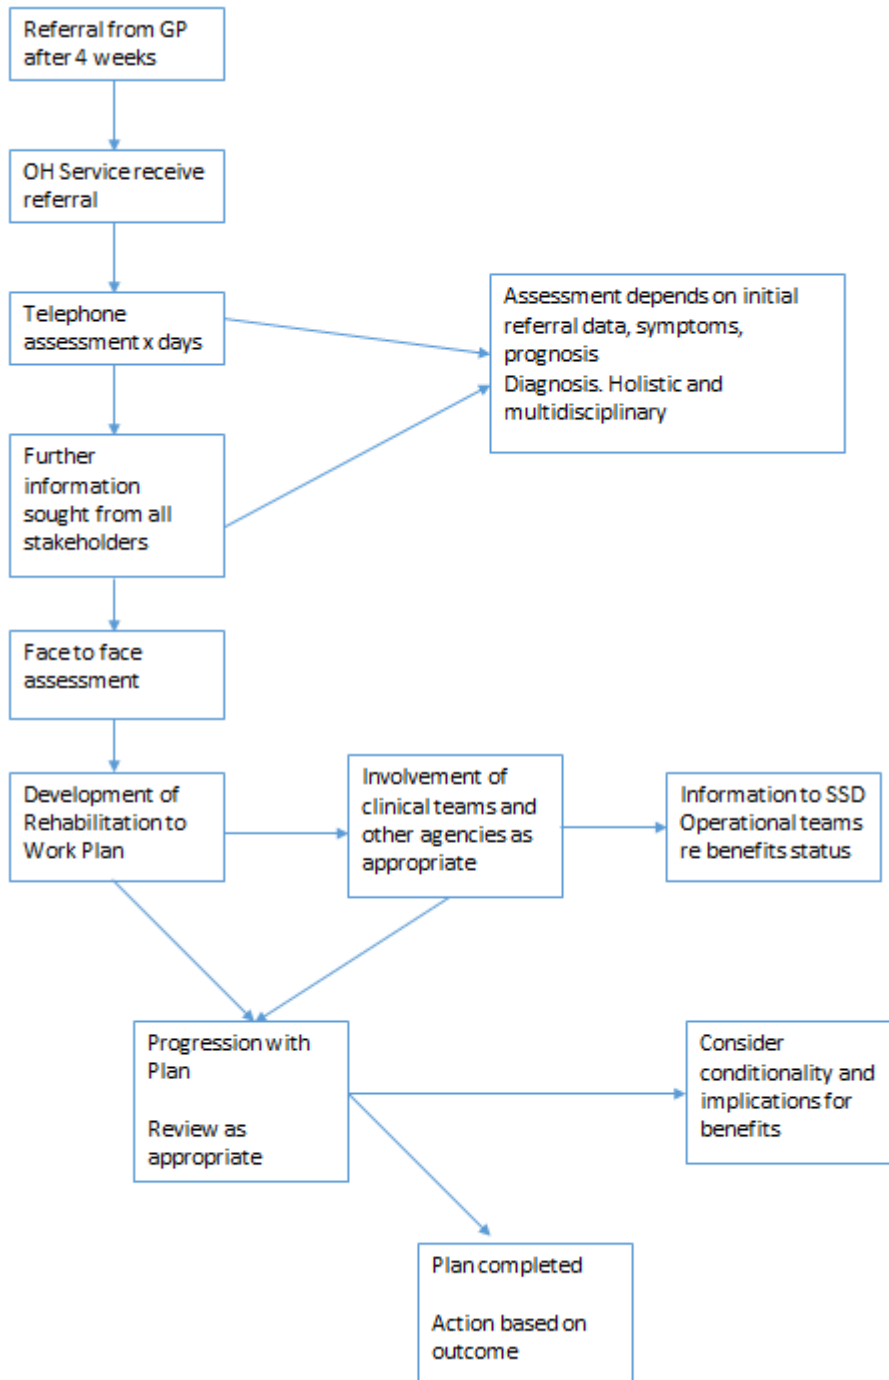 Referral from GP
after 4 weeks
OH Service receive
referral
Telephone
assessment x days
Assessment depends on initial
referral data, symptoms,
prognosis
Diagnosis. Holistic and
multidisciplinary
Further
information
sought from all
stakeholders
Face to face
assessment
Development of
Rehabilitation to
Work Plan
Involvement of
clinical teams and
other agencies as
appropriate
Information to SSD
Operational teams
re benefits status
Progression with
Plan
Review as
appropriate
Consider
conditionality and
implications for
benefits
Plan completed
Action based on
outcome